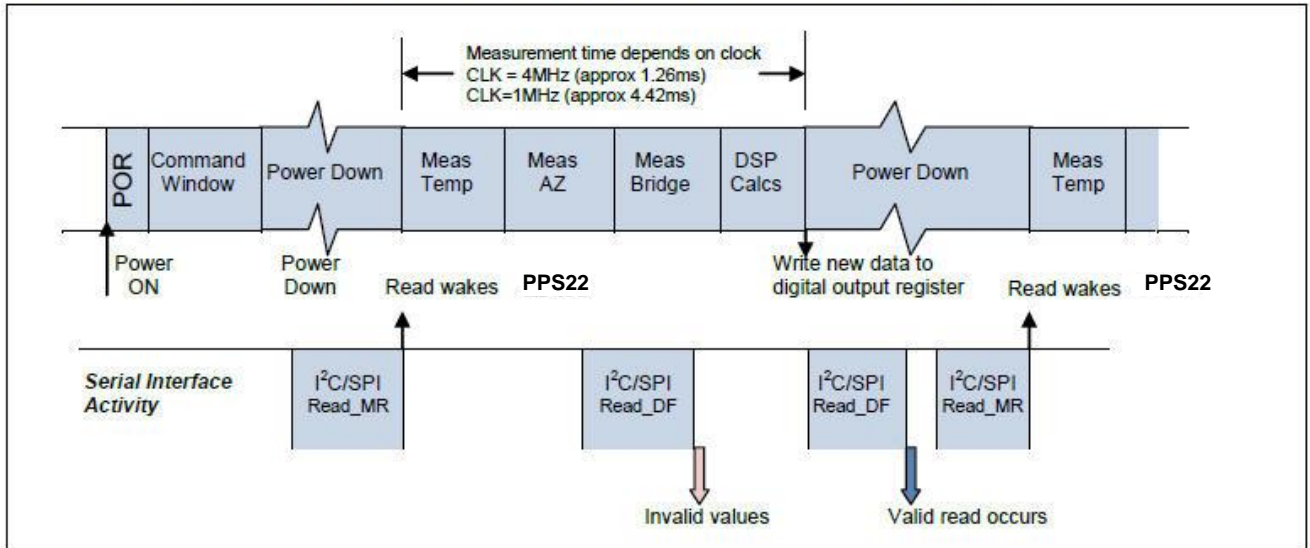 Measurement time depends on clock
CLK = 4MHz (approx 1.26ms)
CLK=1MHz (approx 4.42ms)
POR
Command
Window
Power Down
Meas
Temp
Meas
AZ
Meas
Bridge
DSP
Calcs
Power Down
Meas
Temp
Power
ON
Power
Down
Read wakes PPS22
Write new data to
digital output register
Read wakes PPS22
Serial Interface
Activity
I²C/SPI
Read_MR
I²C/SPI
Read_DF
I²C/SPI
Read_DF
I²C/SPI
Read_MR
Invalid values
Valid read occurs